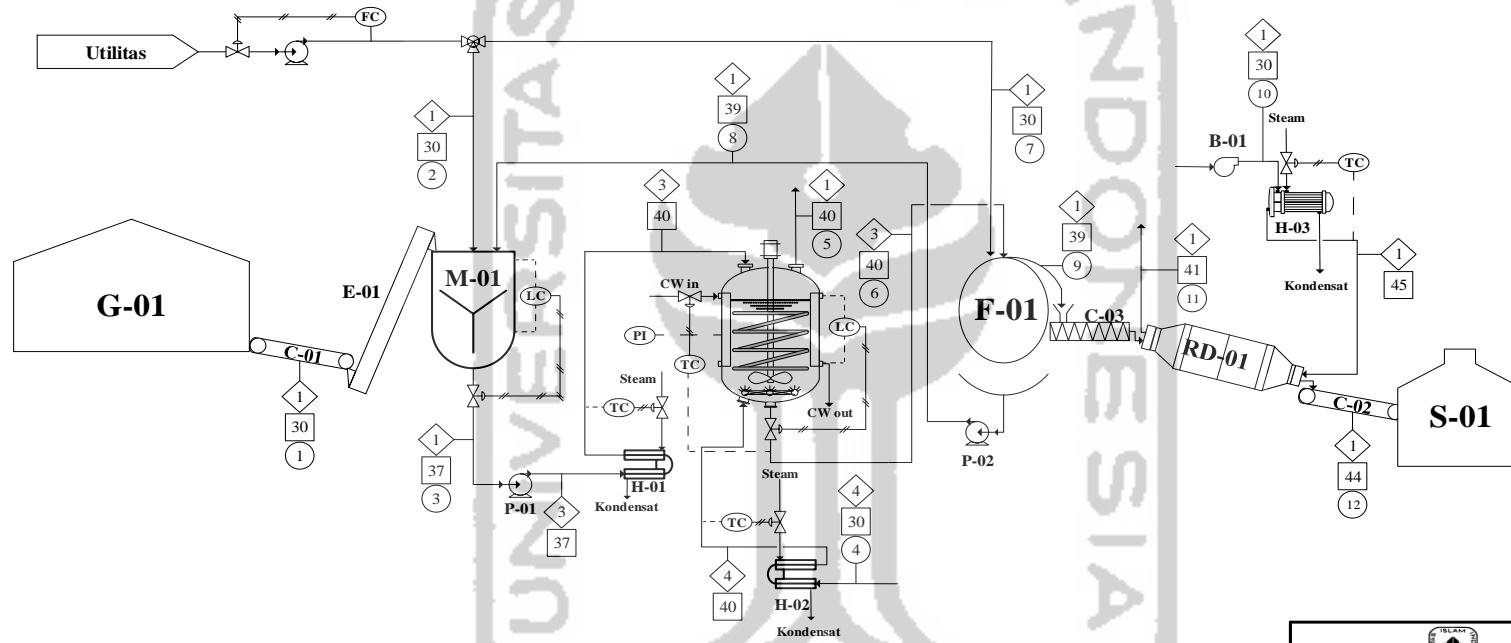 FC
Utilitas
1
30
2
1
39
8
1
30
7
1
30
10
Steam
B-01
TC
H-03
Kondensat
1
45
3
40
1
40
5
3
40
6
1
39
9
1
41
11
G-01
E-01
M-01
LC
CW in
PI
TC
LC
CW out
F-01
C-03
RD-01
C-01
1
30
1
Steam
TC
H-01
Kondensat
1
37
3
P-01
3
37
P-02
C-02
S-01
1
44
12
Steam
TC
4
30
4
4
40
H-02
Kondensat
UNIVERSITAS
INDONESIA
ISLAM